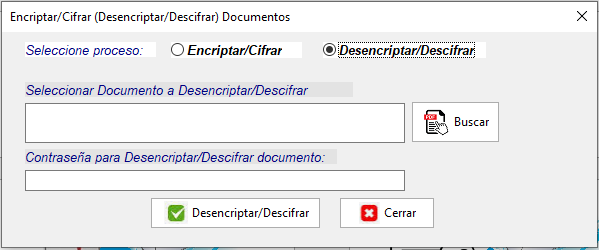 Encriptar/Cifrar (Desencriptar/Descifrar) Documentos
Seleccione proceso: Encriptar/Cifrar Desencriptar/Descifrar
Seleccionar Documento a Desencriptar/Descifrar
PDF Buscar
Contraseña para Desencriptar/Descifrar documento:
Desencriptar/Descifrar Cerrar